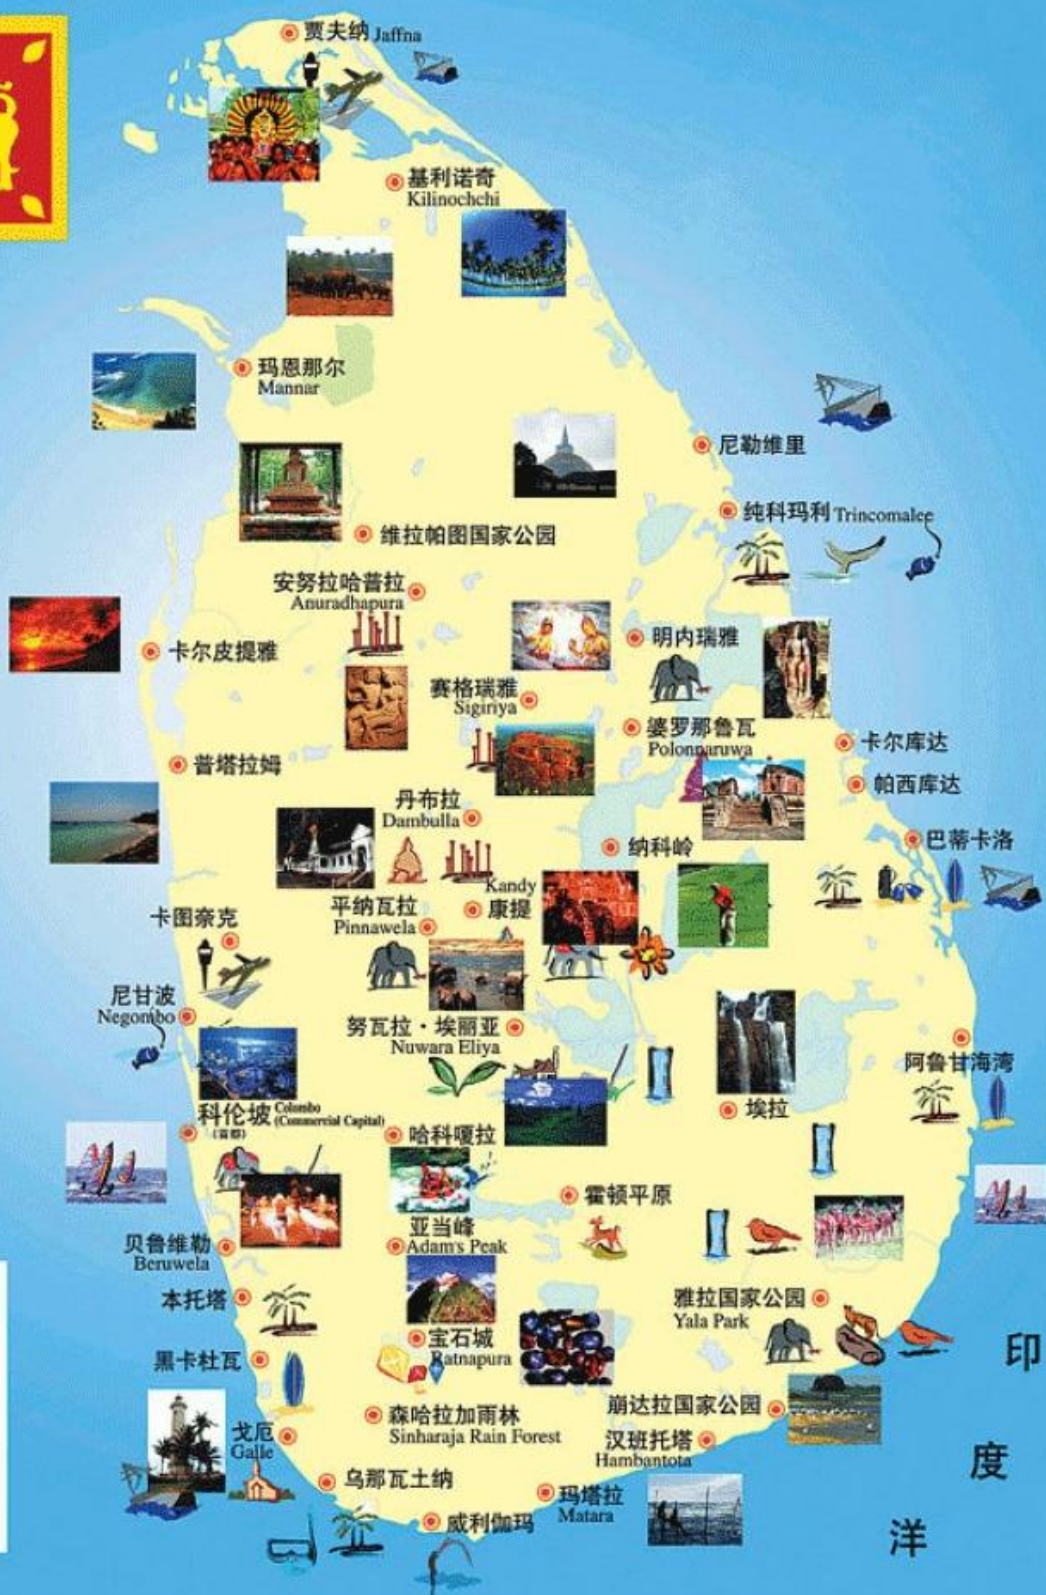 贾夫纳 Jaffna
基利诺奇
Kilinochchi
玛恩那尔
Mannar
尼勒维里
纯科玛利 Trincomalee
维拉帕图国家公园
安努拉哈普拉
Anuradhapura
明内瑞雅
卡尔皮提雅
赛格瑞雅
Sigiriya
婆罗那鲁瓦
Polonnaruwa
卡尔库达
普塔拉姆
帕西库达
丹布拉
Dambulla
巴蒂卡洛
纳科岭
Kandy
康提
平纳瓦拉
Pinnawela
卡图奈克
尼甘波
Negombo
努瓦拉·埃丽亚
Nuwara Eliya
阿鲁甘海湾
科伦坡 Colombo
(Commercial Capital)
(首都)
埃拉
哈科嘎拉
霍顿平原
亚当峰
Adam's Peak
贝鲁维勒
Beruwela
本托塔
雅拉国家公园
Yala Park
宝石城
Ratnapura
黑卡杜瓦
印
度
洋
森哈拉加雨林
Sinharaja Rain Forest
崩达拉国家公园
戈厄
Galle
汉班托塔
Hambantota
乌那瓦土纳
玛塔拉
Matara
威利伽玛